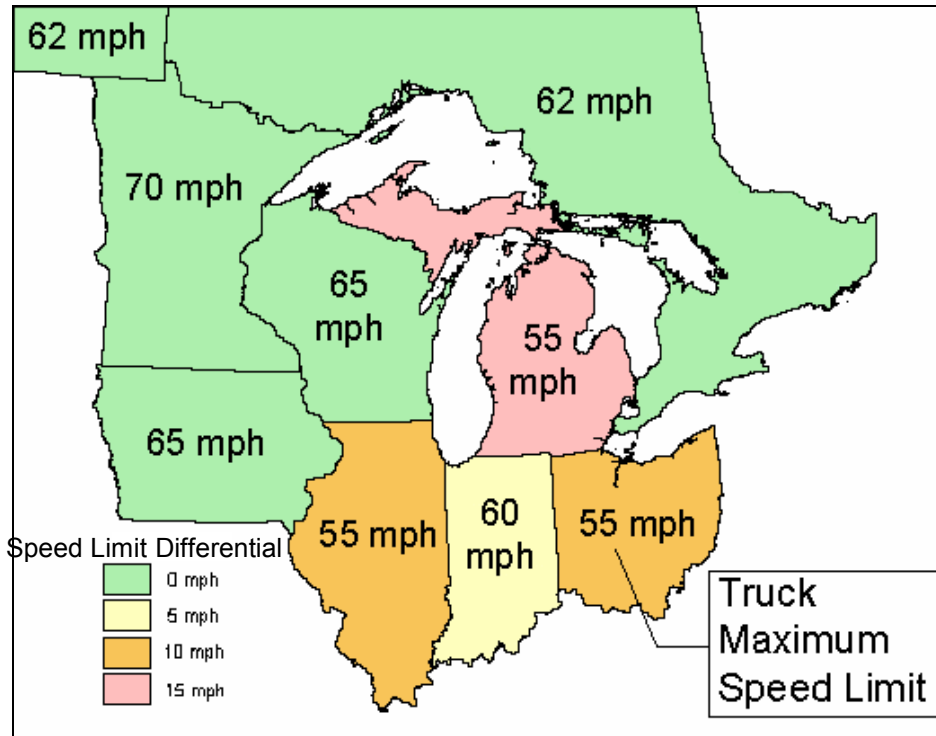 62 mph
62 mph
70 mph
65
mph
55
mph
65 mph
55 mph
60
mph
55 mph
Speed Limit Differential
0 mph
5 mph
10 mph
15 mph
Truck
Maximum
Speed Limit